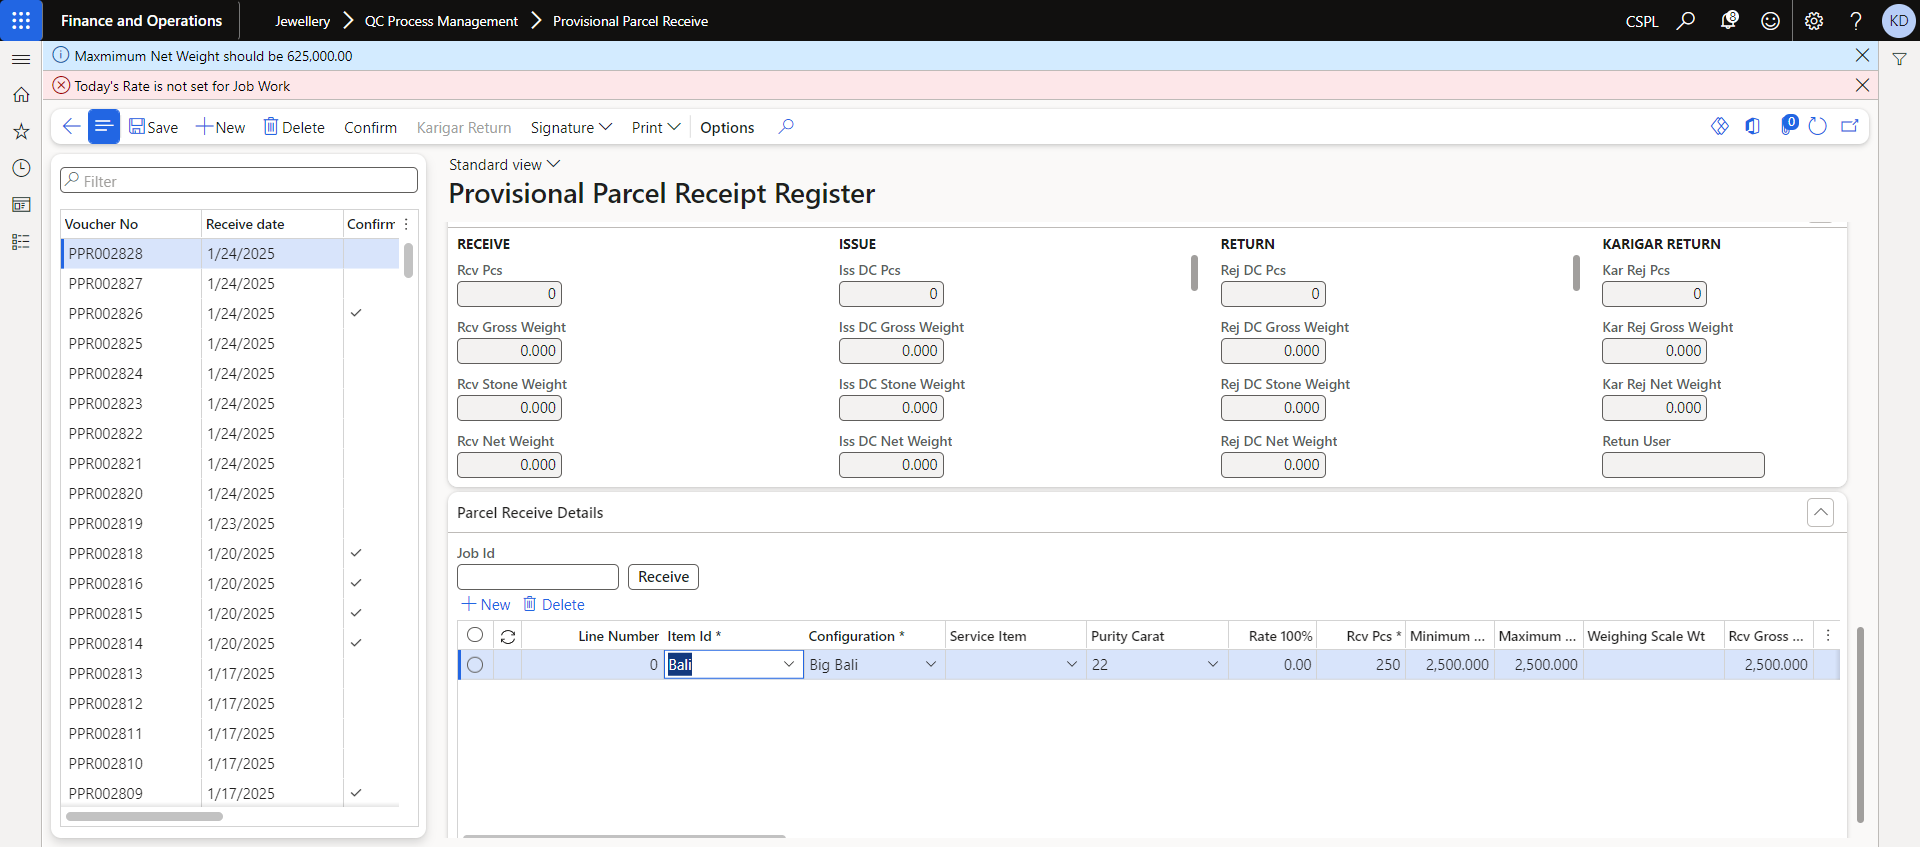 Finance and Operations
Jewellery > QC Process Management > Provisional Parcel Receive
CSPL
8
KD
Maxmimum Net Weight should be 625,000.00
Today's Rate is not set for Job Work
Save New Delete Confirm Karigar Return Signature Print Options
0
Filter
Voucher No Receive date Confirm
PPR002828 1/24/2025
PPR002827 1/24/2025
PPR002826 1/24/2025 ✓
PPR002825 1/24/2025
PPR002824 1/24/2025
PPR002823 1/24/2025
PPR002822 1/24/2025
PPR002821 1/24/2025
PPR002820 1/24/2025
PPR002819 1/23/2025
PPR002818 1/20/2025 ✓
PPR002816 1/20/2025 ✓
PPR002815 1/20/2025 ✓
PPR002814 1/20/2025 ✓
PPR002813 1/17/2025
PPR002812 1/17/2025
PPR002811 1/17/2025
PPR002810 1/17/2025
PPR002809 1/17/2025 ✓
Standard view
Provisional Parcel Receipt Register
RECEIVE ISSUE RETURN KARIGAR RETURN
Rcv Pcs Iss DC Pcs Rej DC Pcs Kar Rej Pcs
0 0 0 0
Rcv Gross Weight Iss DC Gross Weight Rej DC Gross Weight Kar Rej Gross Weight
0.000 0.000 0.000 0.000
Rcv Stone Weight Iss DC Stone Weight Rej DC Stone Weight Kar Rej Net Weight
0.000 0.000 0.000 0.000
Rcv Net Weight Iss DC Net Weight Rej DC Net Weight Retun User
0.000 0.000 0.000
Parcel Receive Details
Job Id
Receive
New Delete
Line Number Item Id * Configuration * Service Item Purity Carat Rate 100% Rcv Pcs * Minimum ... Maximum ... Weighing Scale Wt Rcv Gross ...
0 Bali Big Bali 22 0.00 250 2,500.000 2,500.000 2,500.000